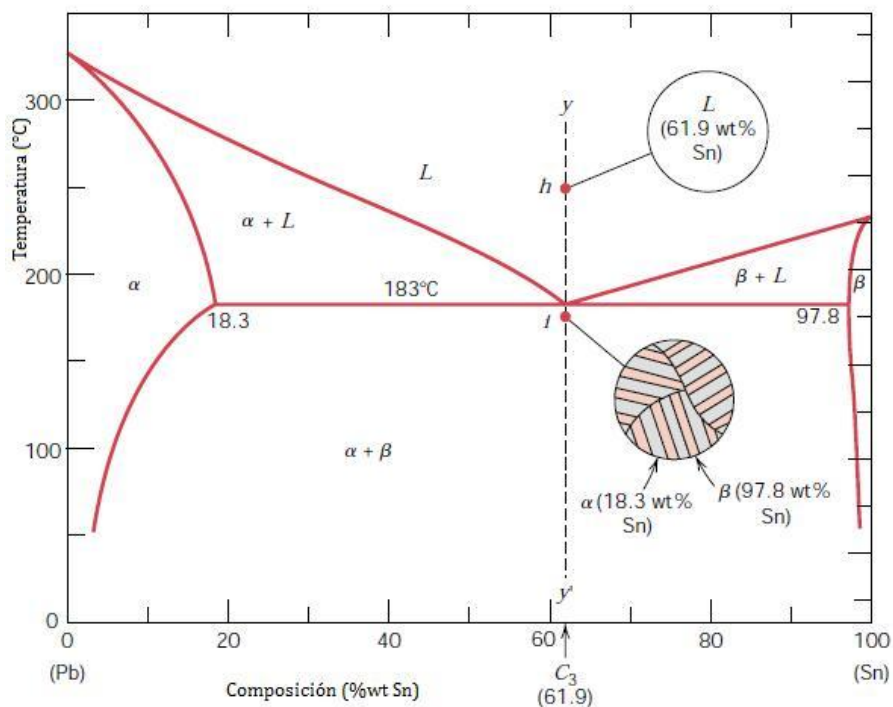 Temperatura (°C)
300
200
100
0
y
L
(61.9 wt%
Sn)
h
L
α + L
α
183°C
β + L
β
18.3
i
97.8
α + β
α (18.3 wt%
Sn)
β (97.8 wt%
Sn)
y'
0
20
40
60
80
100
(Pb)
C3
(Sn)
Composición (%wt Sn)
(61.9)